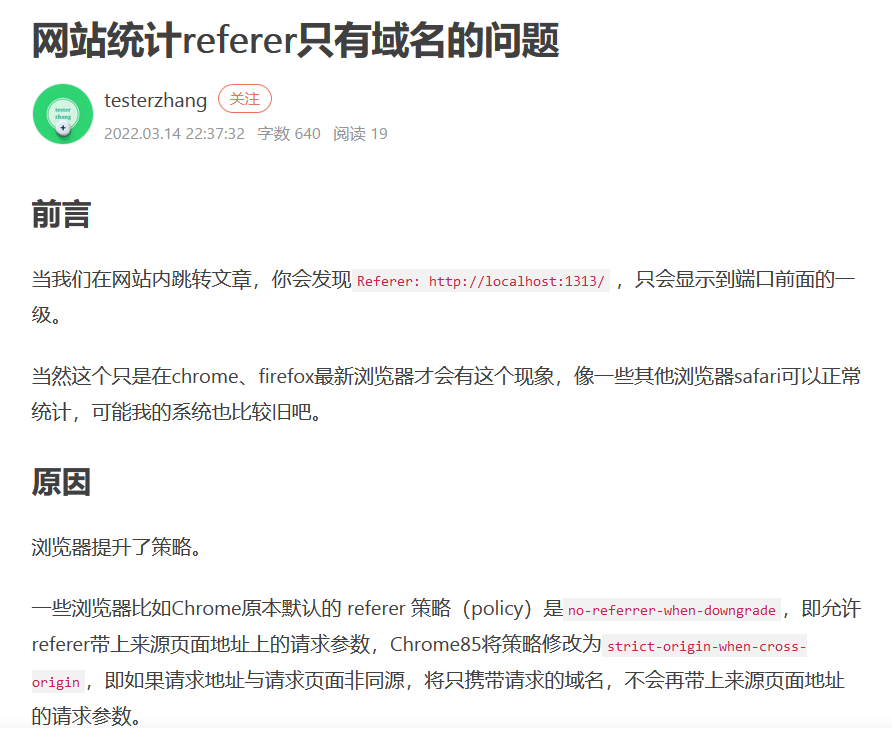 网站统计referer只有域名的问题
tester
zhang
testerzhang 关注
2022.03.14 22:37:32 字数 640 阅读 19
前言
当我们在网站内跳转文章，你会发现 Referer: http://localhost:1313/ ，只会显示到端口前面的一
级。
当然这个只是在chrome、firefox最新浏览器才会有这个现象，像一些其他浏览器safari可以正常
统计，可能我的系统也比较旧吧。
原因
浏览器提升了策略。
一些浏览器比如Chrome原本默认的 referer 策略（policy）是 no-referrer-when-downgrade ，即允许
referer带上来源页面地址上的请求参数，Chrome85将策略修改为 strict-origin-when-cross-
origin ，即如果请求地址与请求页面非同源，将只携带请求的域名，不会再带上来源页面地址
的请求参数。